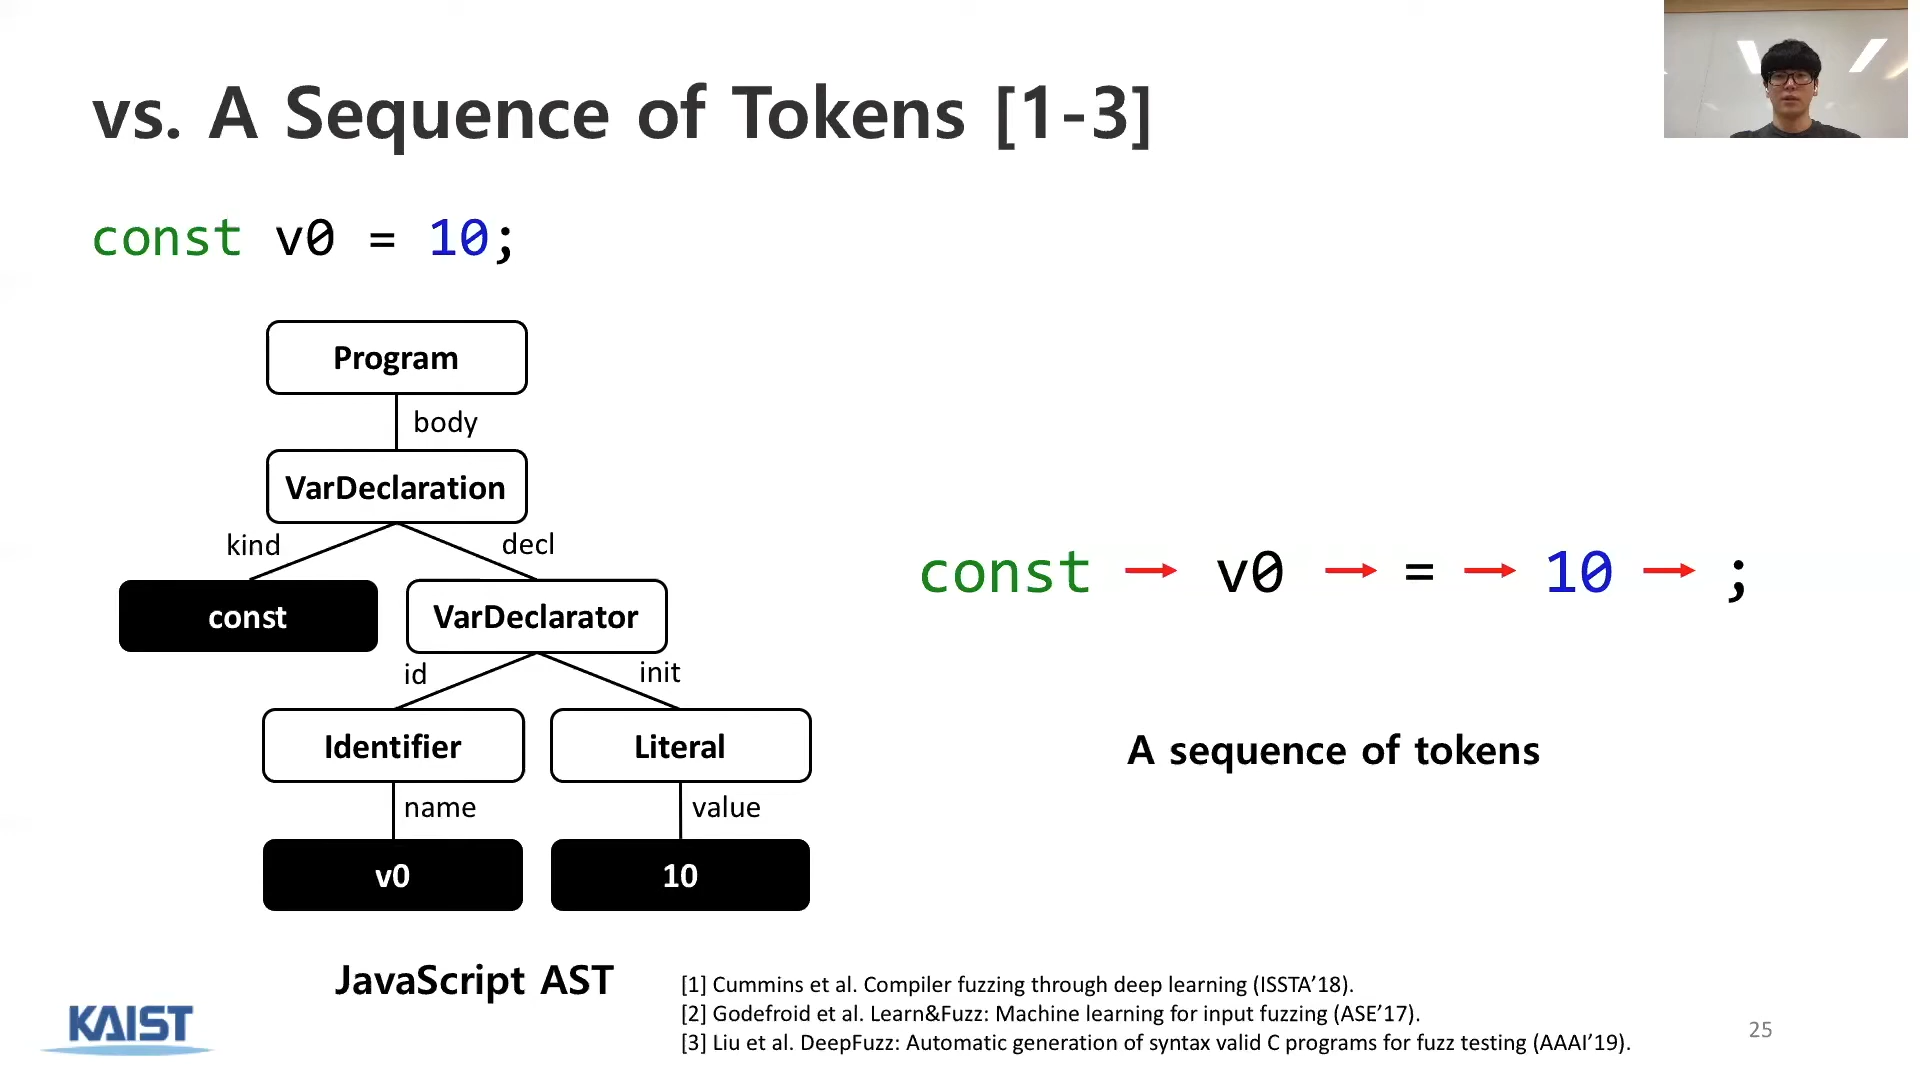 vs. A Sequence of Tokens [1-3]
const v0 = 10;
Program
body
VarDeclaration
kind
decl
const
VarDeclarator
id
init
Identifier
Literal
name
value
v0
10
JavaScript AST
const → v0 → = → 10 → ;
A sequence of tokens
[1] Cummins et al. Compiler fuzzing through deep learning (ISSTA’18).
[2] Godefroid et al. Learn&Fuzz: Machine learning for input fuzzing (ASE’17).
[3] Liu et al. DeepFuzz: Automatic generation of syntax valid C programs for fuzz testing (AAAI’19).
KAIST
25